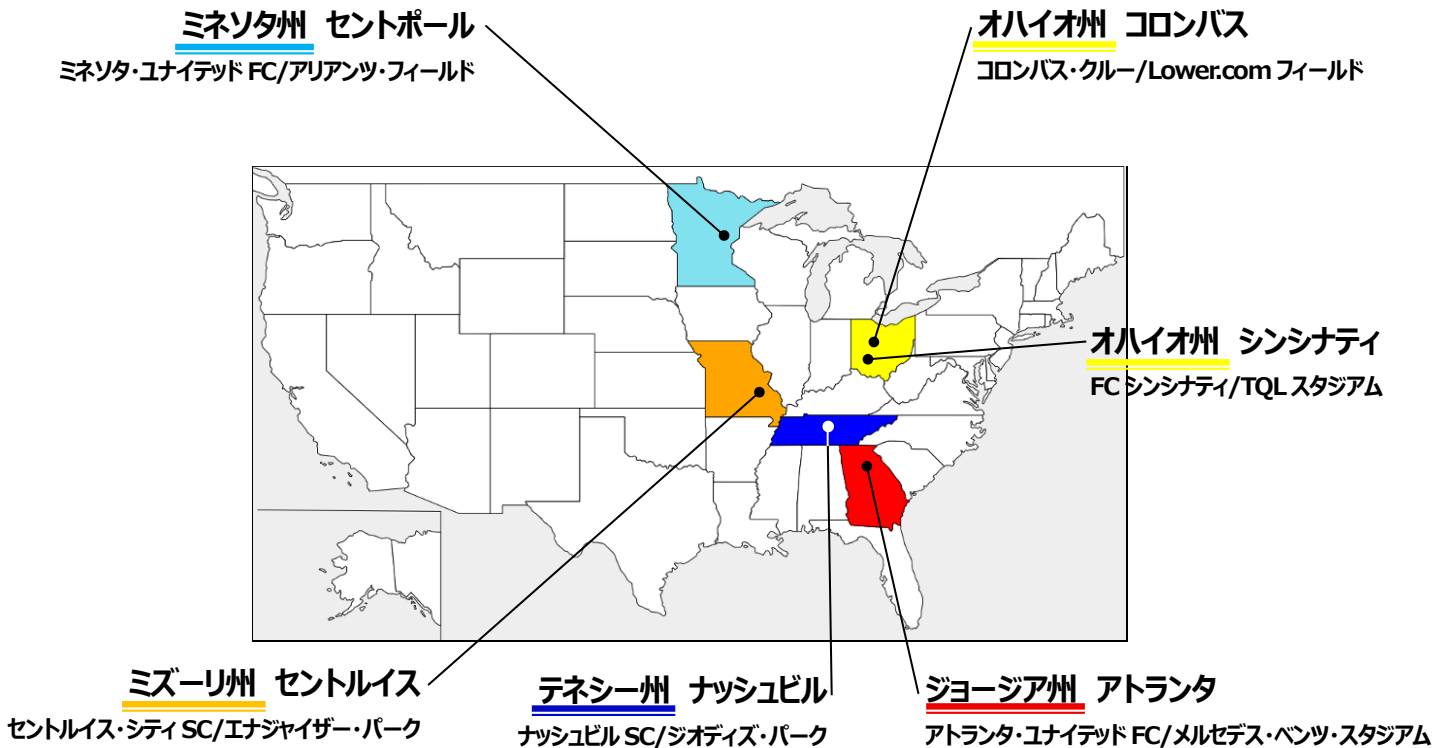 ミネソタ州 セントポール
ミネソタ・ユナイテッド FC/アリアンツ・フィールド
オハイオ州 コロンバス
コロンバス・クルー/Lower.com フィールド
オハイオ州 シンシナティ
FC シンシナティ/TQL スタジアム
ミズーリ州 セントルイス
セントルイス・シティ SC/エナジャイザー・パーク
テネシー州 ナッシュビル
ナッシュビル SC/ジオディズ・パーク
ジョージア州 アトランタ
アトランタ・ユナイテッド FC/メルセデス・ベンツ・スタジアム